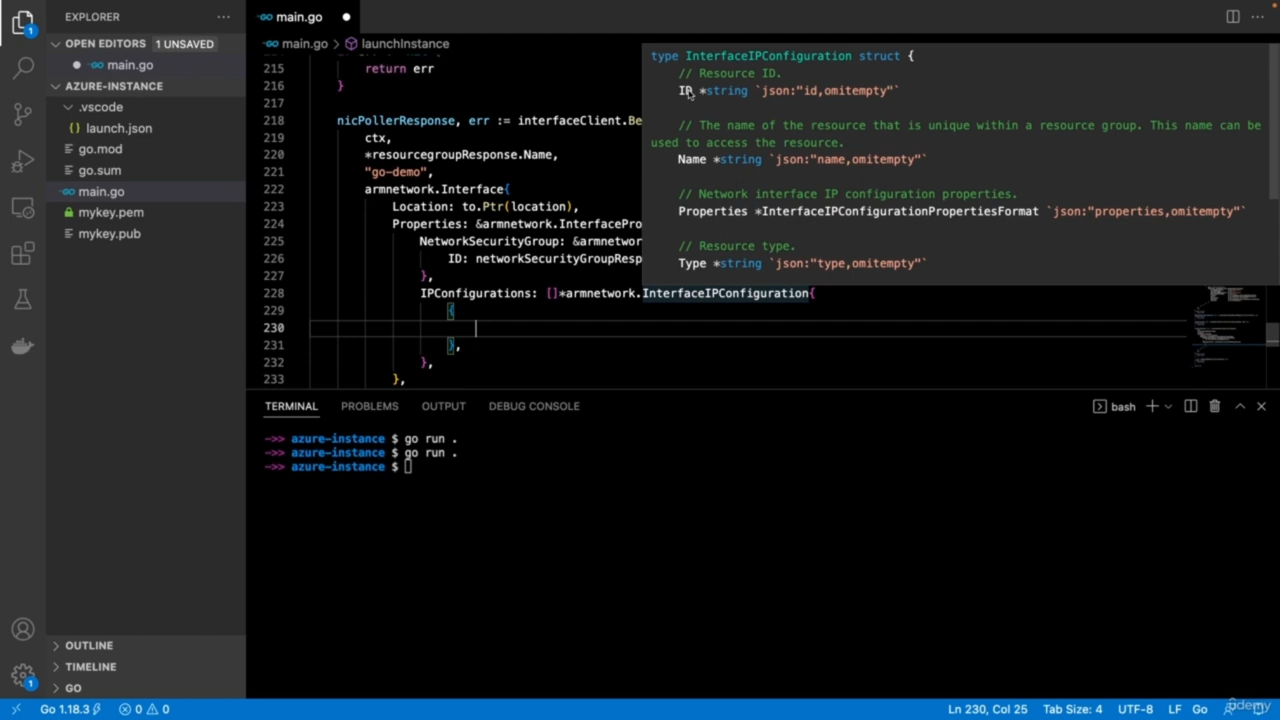 EXPLORER
OPEN EDITORS 1 UNSAVED
main.go
AZURE-INSTANCE
.vscode
launch.json
go.mod
go.sum
main.go
mykey.pem
mykey.pub
OUTLINE
TIMELINE
GO
main.go
main.go > launchInstance
215 return err
216 }
217
218 nicPollerResponse, err := interfaceClient.Be
219 ctx,
220 *resourcegroupResponse.Name,
221 "go-demo",
222 armnetwork.Interface{
223 Location: to.Ptr(location),
224 Properties: &armnetwork.InterfacePro
225 NetworkSecurityGroup: &armnetwor
226 ID: networkSecurityGroupResp
227 },
228 IPConfigurations: []*armnetwork.InterfaceIPConfiguration{
229 {
230
231 },
232 },
233 },
type InterfaceIPConfiguration struct {
// Resource ID.
ID *string `json:"id,omitempty"`
// The name of the resource that is unique within a resource group. This name can be
used to access the resource.
Name *string `json:"name,omitempty"`
// Network interface IP configuration properties.
Properties *InterfaceIPConfigurationPropertiesFormat `json:"properties,omitempty"`
// Resource type.
Type *string `json:"type,omitempty"`
TERMINAL PROBLEMS OUTPUT DEBUG CONSOLE
bash
->> azure-instance $ go run .
->> azure-instance $ go run .
->> azure-instance $
1
1
Go 1.18.3 0 0
Ln 230, Col 25 Tab Size: 4 UTF-8 LF Go
udemy